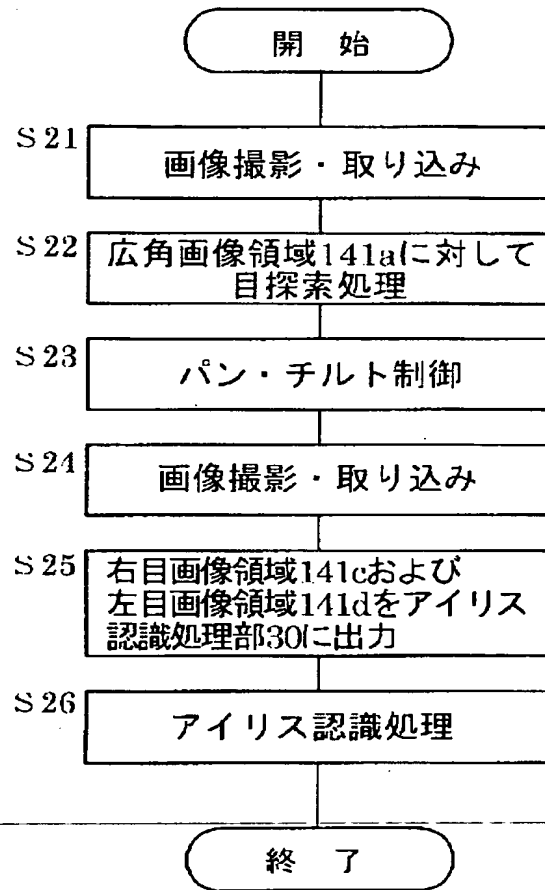 開始
S21
画像撮影・取り込み
S22
広角画像領域141aに対して
目探索処理
S23
パン・チルト制御
S24
画像撮影・取り込み
S25
右目画像領域141cおよび
左目画像領域141dをアイリス
認識処理部30に出力
S26
アイリス認識処理
終了